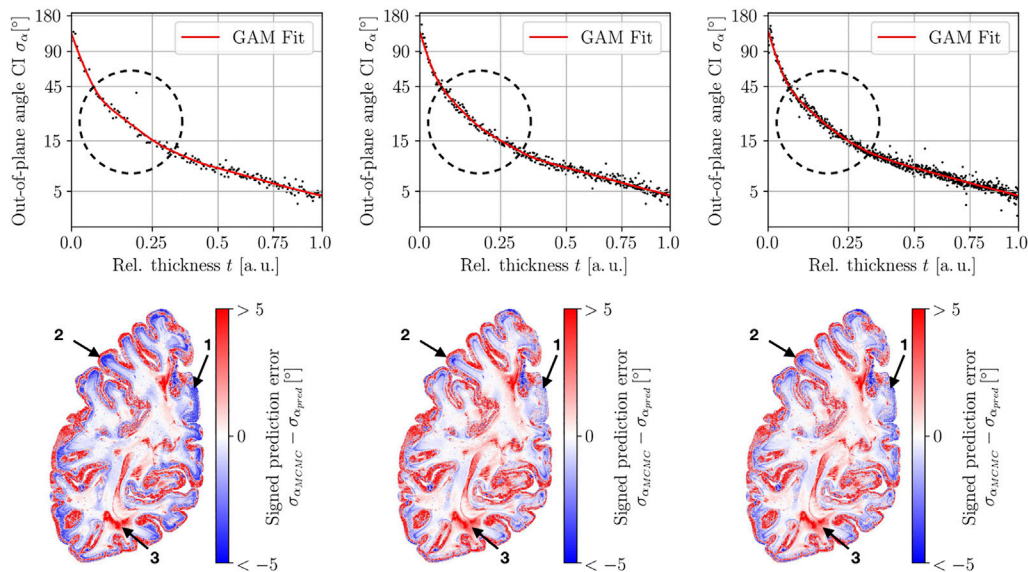 180
90
45
15
5
Out-of-plane angle CI σα[°]
GAM Fit
0.0 0.25 0.5 0.75 1.0
Rel. thickness t [a. u.]
180
90
45
15
5
Out-of-plane angle CI σα[°]
GAM Fit
0.0 0.25 0.5 0.75 1.0
Rel. thickness t [a. u.]
180
90
45
15
5
Out-of-plane angle CI σα[°]
GAM Fit
0.0 0.25 0.5 0.75 1.0
Rel. thickness t [a. u.]
2
1
3
> 5
0
< −5
Signed prediction error
σαMCMC − σαpred [°]
2
1
3
> 5
0
< −5
Signed prediction error
σαMCMC − σαpred [°]
2
1
3
> 5
0
< −5
Signed prediction error
σαMCMC − σαpred [°]